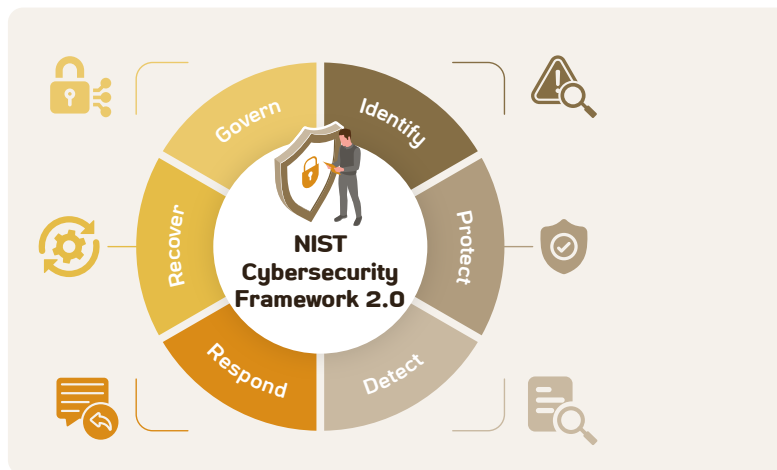 Govern
Identify
Recover
Protect
NIST
Cybersecurity
Framework 2.0
Respond
Detect